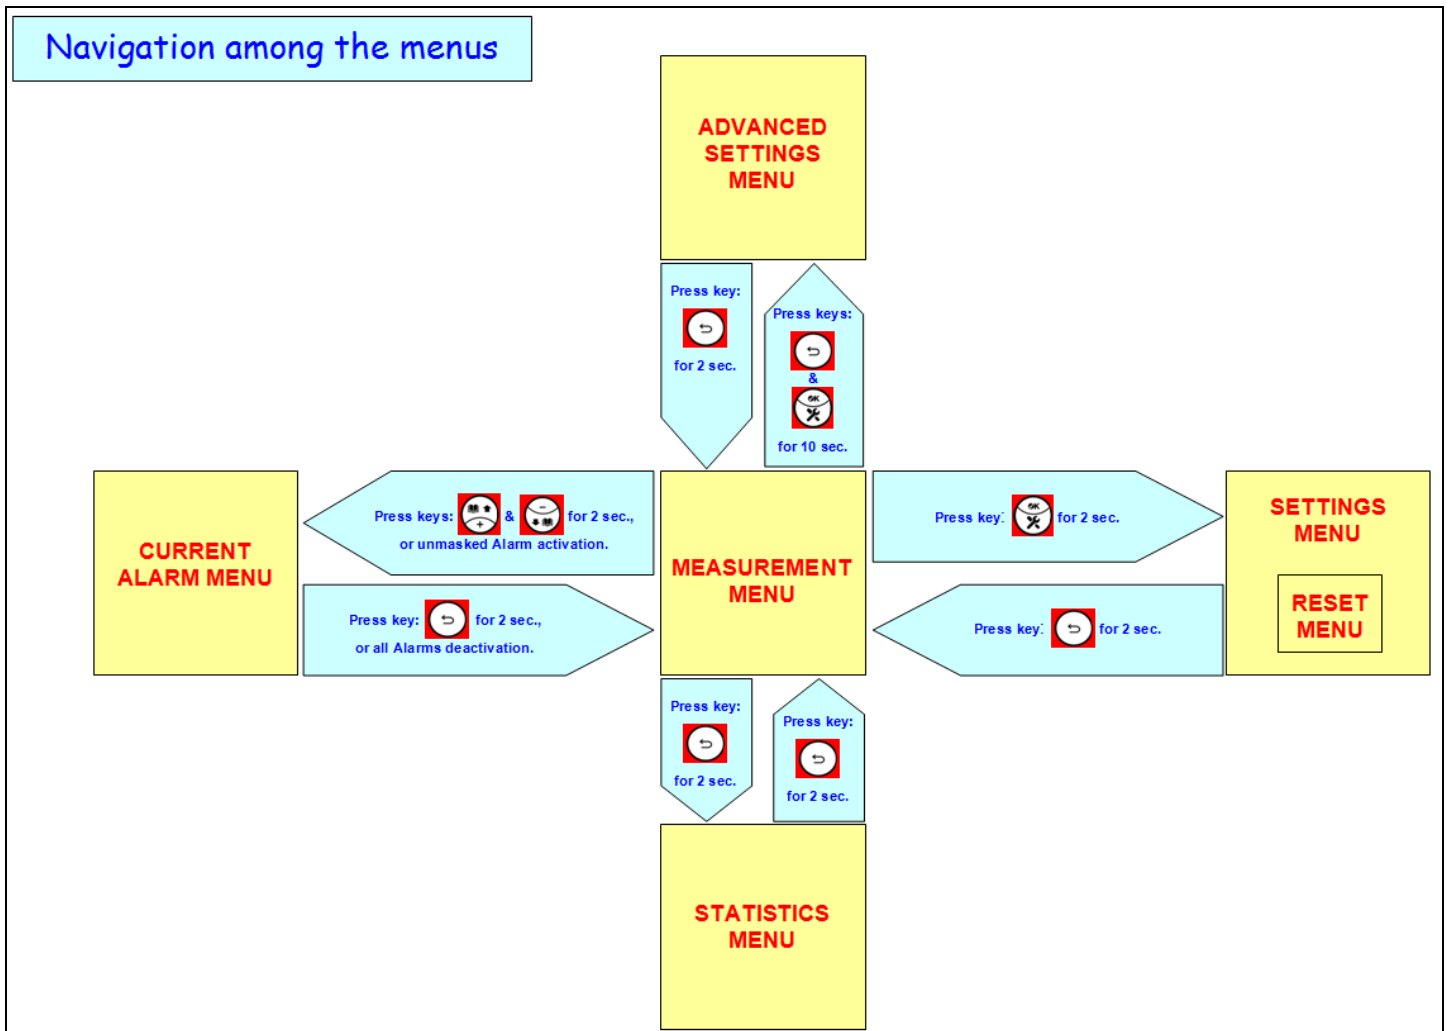 Navigation among the menus
ADVANCED
SETTINGS
MENU
Press key:
for 2 sec.
Press keys:
&
OK
for 10 sec.
CURRENT
ALARM MENU
Press keys: + & - for 2 sec.,
or unmasked Alarm activation.
Press key: for 2 sec.,
or all Alarms deactivation.
MEASUREMENT
MENU
Press key: OK for 2 sec.
Press key: for 2 sec.
SETTINGS
MENU
RESET
MENU
Press key:
for 2 sec.
Press key:
for 2 sec.
STATISTICS
MENU